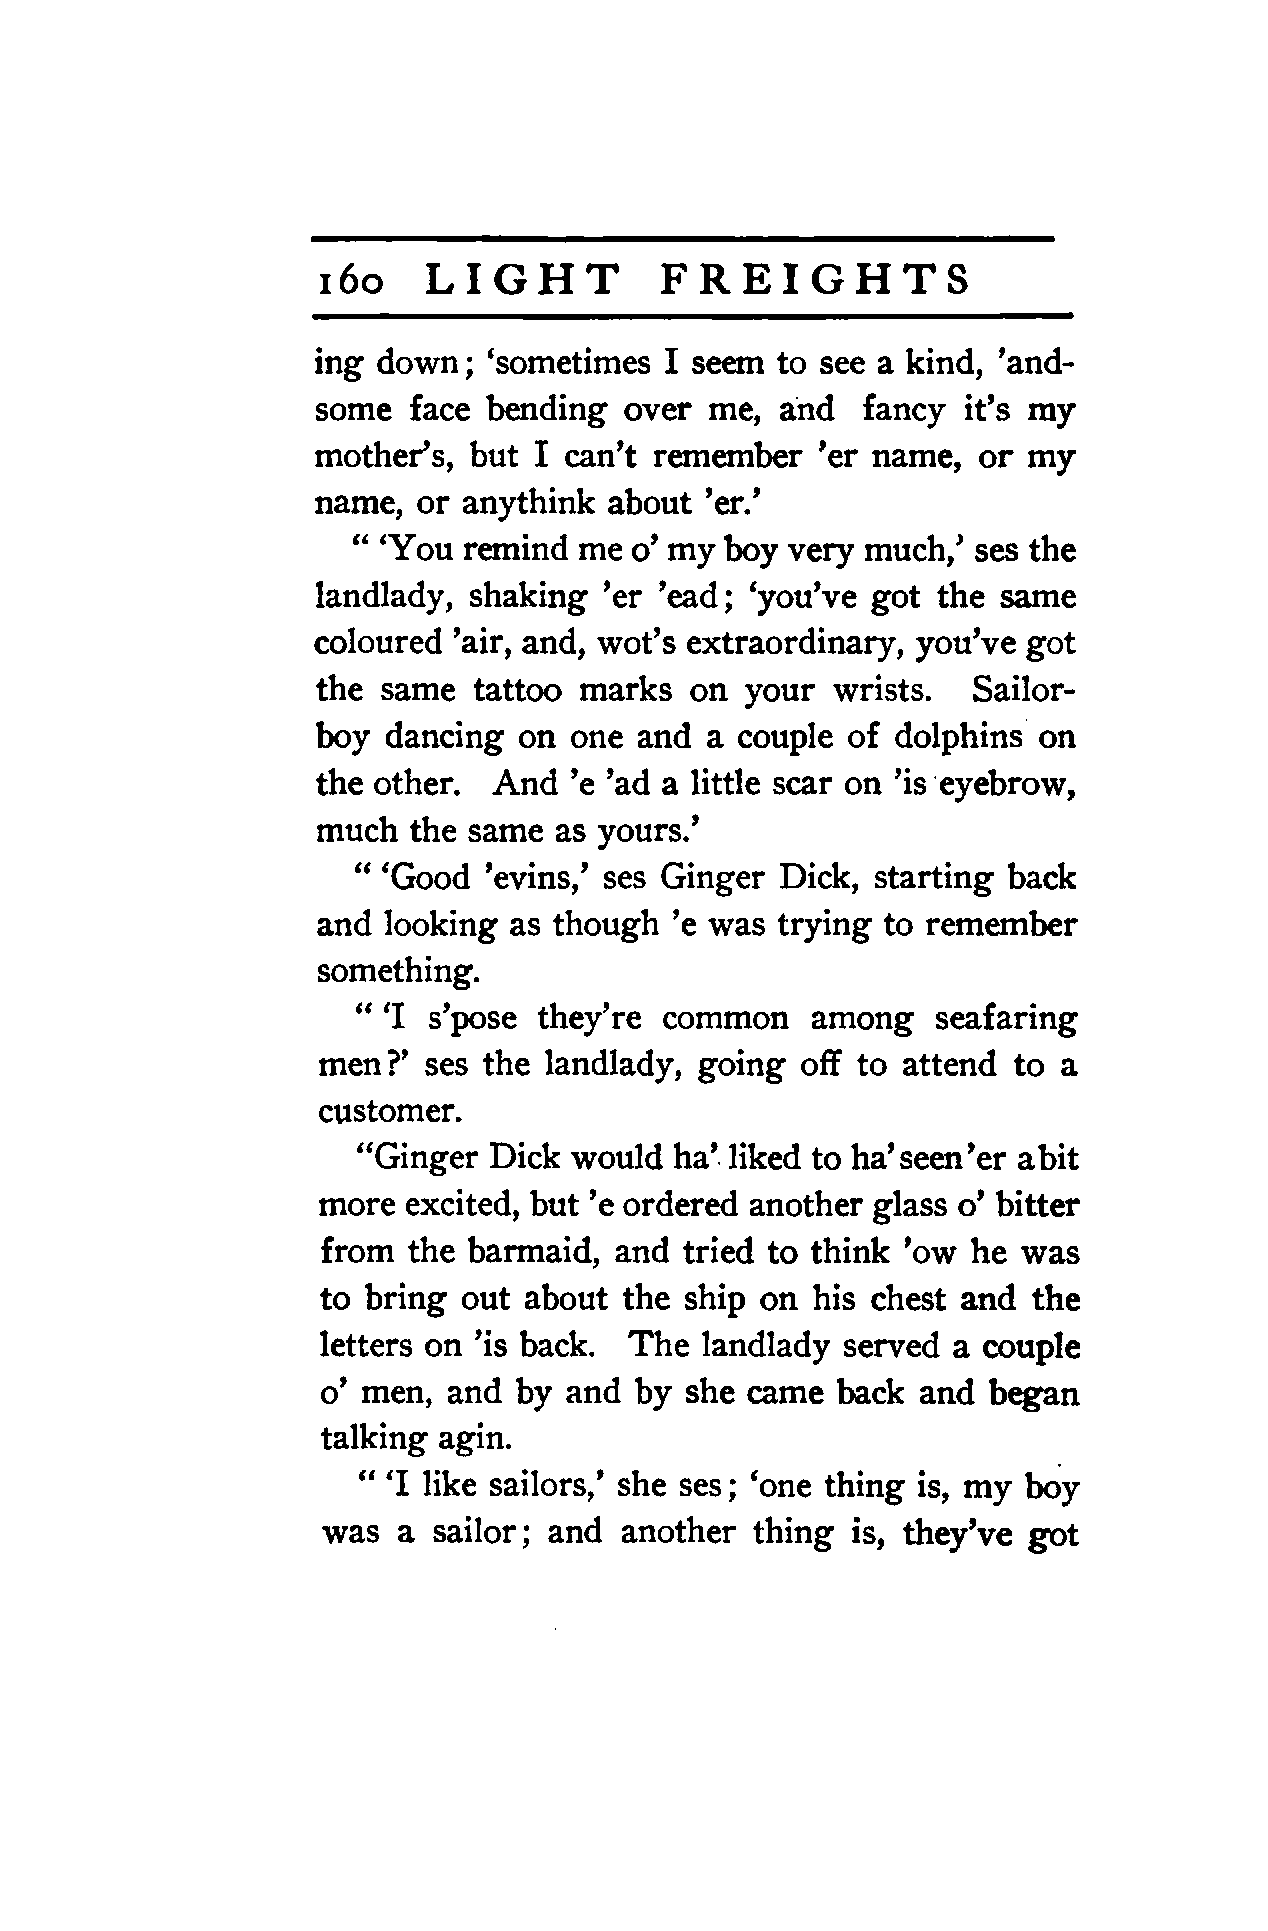 160 LIGHT FREIGHTS
ing down; ‘sometimes I seem to see a kind, ’and-
some face bending over me, and fancy it’s my
mother’s, but I can’t remember ’er name, or my
name, or anythink about ’er.’
“ ‘You remind me o’ my boy very much,’ ses the
landlady, shaking ’er ’ead; ‘you’ve got the same
coloured ’air, and, wot’s extraordinary, you’ve got
the same tattoo marks on your wrists. Sailor-
boy dancing on one and a couple of dolphins on
the other. And ’e ’ad a little scar on ’is eyebrow,
much the same as yours.’
“ ‘Good ’evins,’ ses Ginger Dick, starting back
and looking as though ’e was trying to remember
something.
“ ‘I s’pose they’re common among seafaring
men?’ ses the landlady, going off to attend to a
customer.
“Ginger Dick would ha’ liked to ha’ seen ’er a bit
more excited, but ’e ordered another glass o’ bitter
from the barmaid, and tried to think ’ow he was
to bring out about the ship on his chest and the
letters on ’is back. The landlady served a couple
o’ men, and by and by she came back and began
talking agin.
“ ‘I like sailors,’ she ses; ‘one thing is, my boy
was a sailor; and another thing is, they’ve got